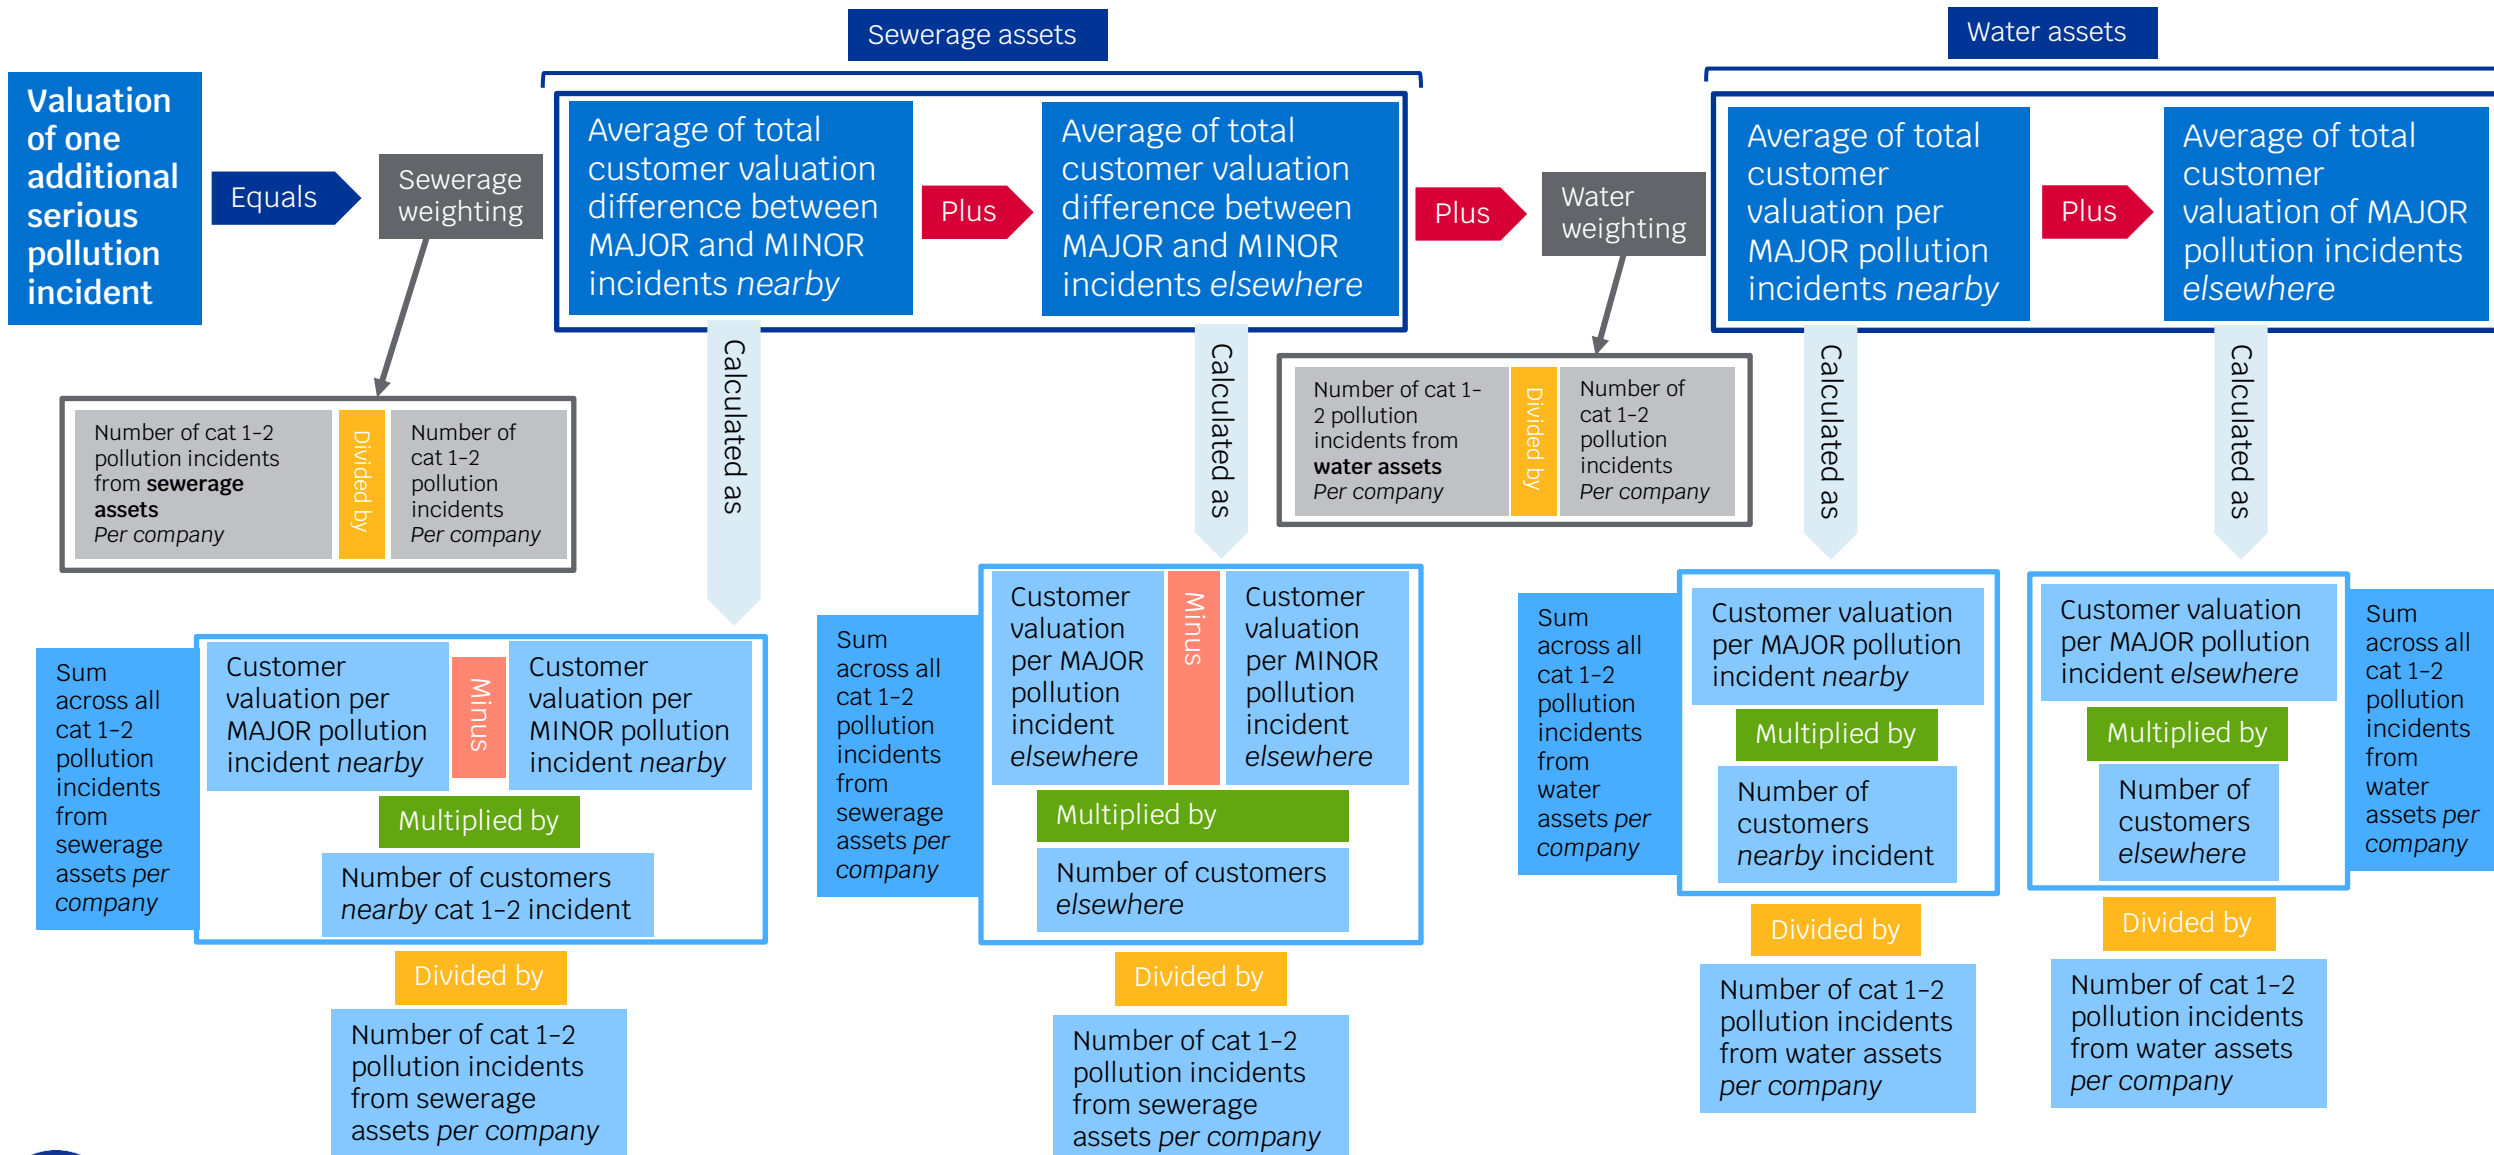 Sewerage assets
Water assets
Valuation
of one
additional
serious
pollution
incident
Equals
Sewerage
weighting
Average of total
customer valuation
difference between
MAJOR and MINOR
incidents nearby
Plus
Average of total
customer valuation
difference between
MAJOR and MINOR
incidents elsewhere
Plus
Water
weighting
Average of total
customer
valuation per
MAJOR pollution
incidents nearby
Plus
Average of total
customer
valuation of MAJOR
pollution incidents
elsewhere
Number of cat 1-2
pollution incidents
from sewerage
assets
Per company
Divided by
Number of
cat 1-2
pollution
incidents
Per company
Calculated as
Calculated as
Number of cat 1-
2 pollution
incidents from
water assets
Per company
Divided by
Number of
cat 1-2
pollution
incidents
Per company
Calculated as
Calculated as
Sum
across all
cat 1-2
pollution
incidents
from
sewerage
assets per
company
Customer
valuation per
MAJOR pollution
incident nearby
Minus
Customer
valuation per
MINOR pollution
incident nearby
Multiplied by
Number of customers
nearby cat 1-2 incident
Divided by
Number of cat 1-2
pollution incidents
from sewerage
assets per company
Sum
across all
cat 1-2
pollution
incidents
from
sewerage
assets per
company
Customer
valuation
per MAJOR
pollution
incident
elsewhere
Minus
Customer
valuation
per MINOR
pollution
incident
elsewhere
Multiplied by
Number of customers
elsewhere
Divided by
Number of cat 1-2
pollution incidents
from sewerage
assets per company
Sum
across all
cat 1-2
pollution
incidents
from
water
assets per
company
Customer valuation
per MAJOR pollution
incident nearby
Multiplied by
Number of
customers
nearby incident
Divided by
Number of cat 1-2
pollution incidents
from water assets
per company
Customer valuation
per MAJOR pollution
incident elsewhere
Multiplied by
Number of
customers
elsewhere
Sum
across all
cat 1-2
pollution
incidents
from
water
assets per
company
Divided by
Number of cat 1-2
pollution incidents
from water assets
per company